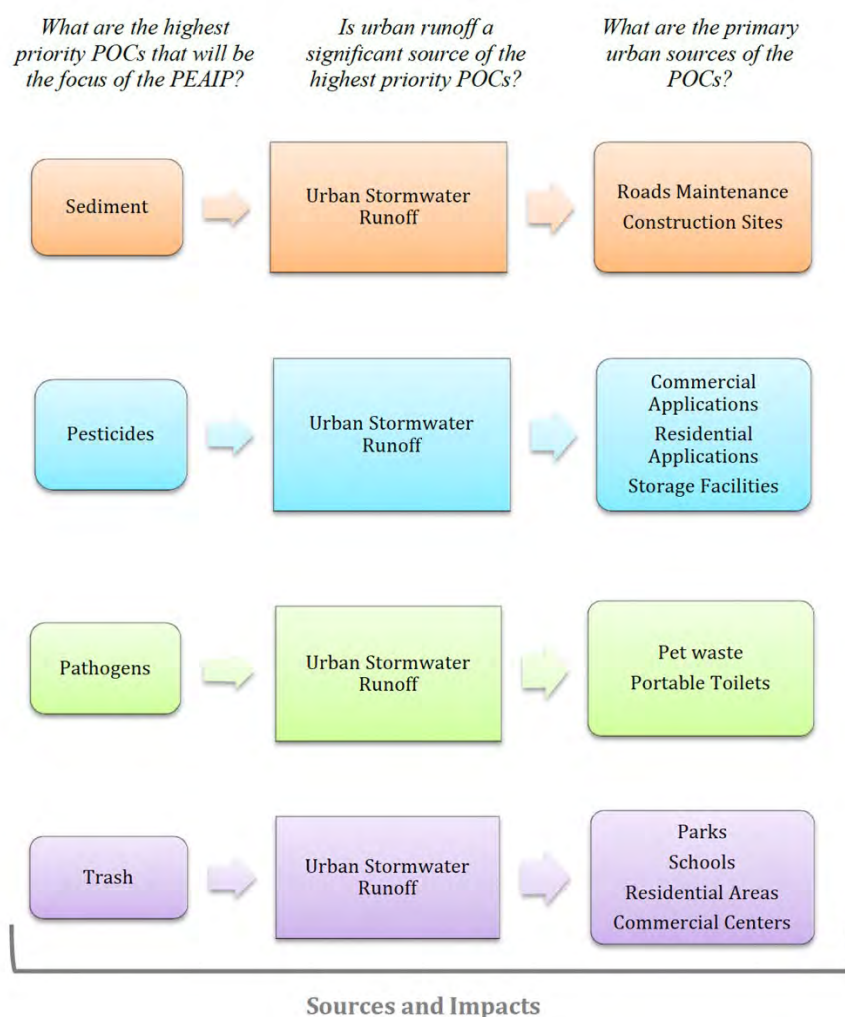 What are the highest
priority POCs that will be
the focus of the PEAIP?
Is urban runoff a
significant source of the
highest priority POCs?
What are the primary
urban sources of the
POCs?
Sediment
Urban Stormwater
Runoff
Roads Maintenance
Construction Sites
Pesticides
Urban Stormwater
Runoff
Commercial
Applications
Residential
Applications
Storage Facilities
Pathogens
Urban Stormwater
Runoff
Pet waste
Portable Toilets
Trash
Urban Stormwater
Runoff
Parks
Schools
Residential Areas
Commercial Centers
Sources and Impacts